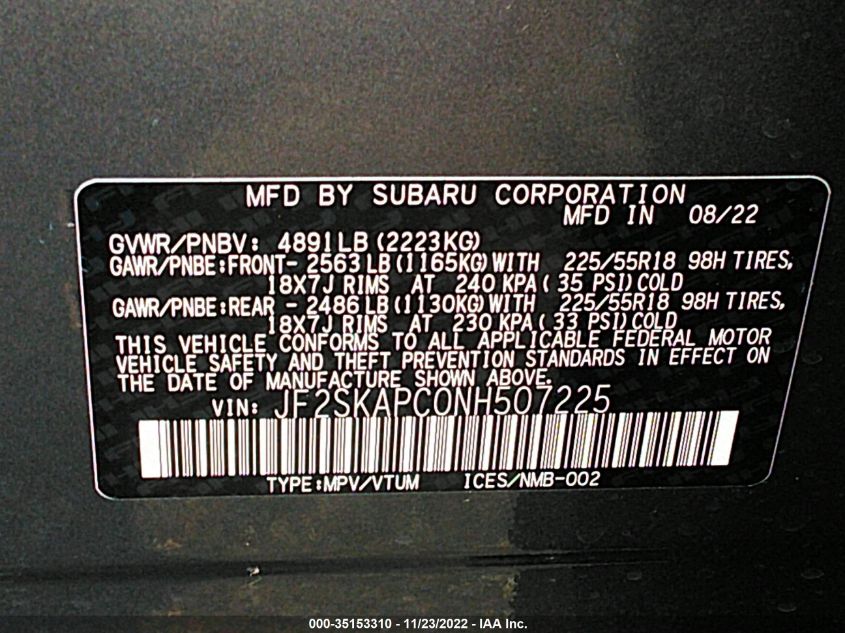 MFD BY SUBARU CORPORATION
MFD IN 08/22
GVWR/PNBV: 4891LB (2223KG)
GAWR/PNBE:FRONT- 2563 LB(1165KG)WITH 225/55R18 98H TIRES,
18X7J RIMS AT 240 KPA( 35 PSI)COLD
GAWR/PNBE:REAR - 2486 LB(1130KG)WITH 225/55R18 98H TIRES,
18X7J RIMS AT 230 KPA( 33 PSI)COLD
THIS VEHICLE CONFORMS TO ALL APPLICABLE FEDERAL MOTOR
VEHICLE SAFETY AND THEFT PREVENTION STANDARDS IN EFFECT ON
THE DATE OF MANUFACTURE SHOWN ABOVE.
VIN: JF2SKAPC0NH507225
TYPE:MPV/VTUM ICES/NMB-002
000-35153310 - 11/23/2022 - IAA Inc.